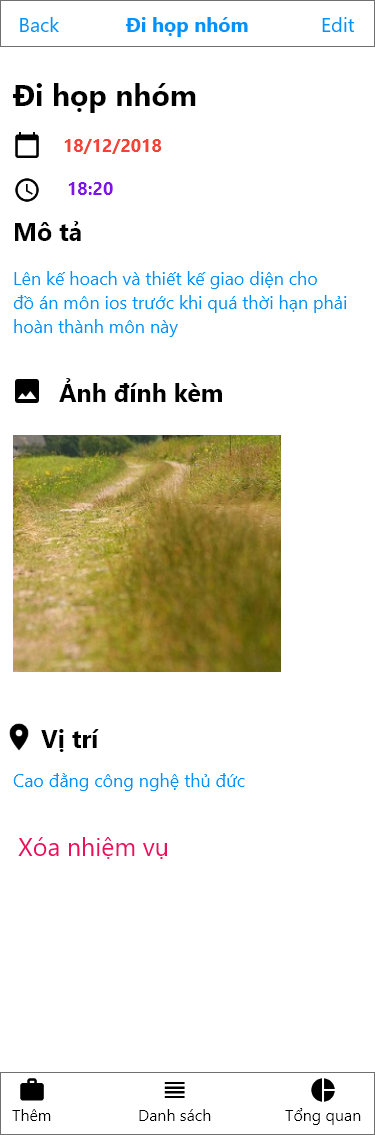 Back Đi họp nhóm Edit
Đi họp nhóm
18/12/2018
18:20
Mô tả
Lên kế hoach và thiết kế giao diện cho
đồ án môn ios trước khi quá thời hạn phải
hoàn thành môn này
Ảnh đính kèm
Vị trí
Cao đẳng công nghệ thủ đức
Xóa nhiệm vụ
Thêm Danh sách Tổng quan